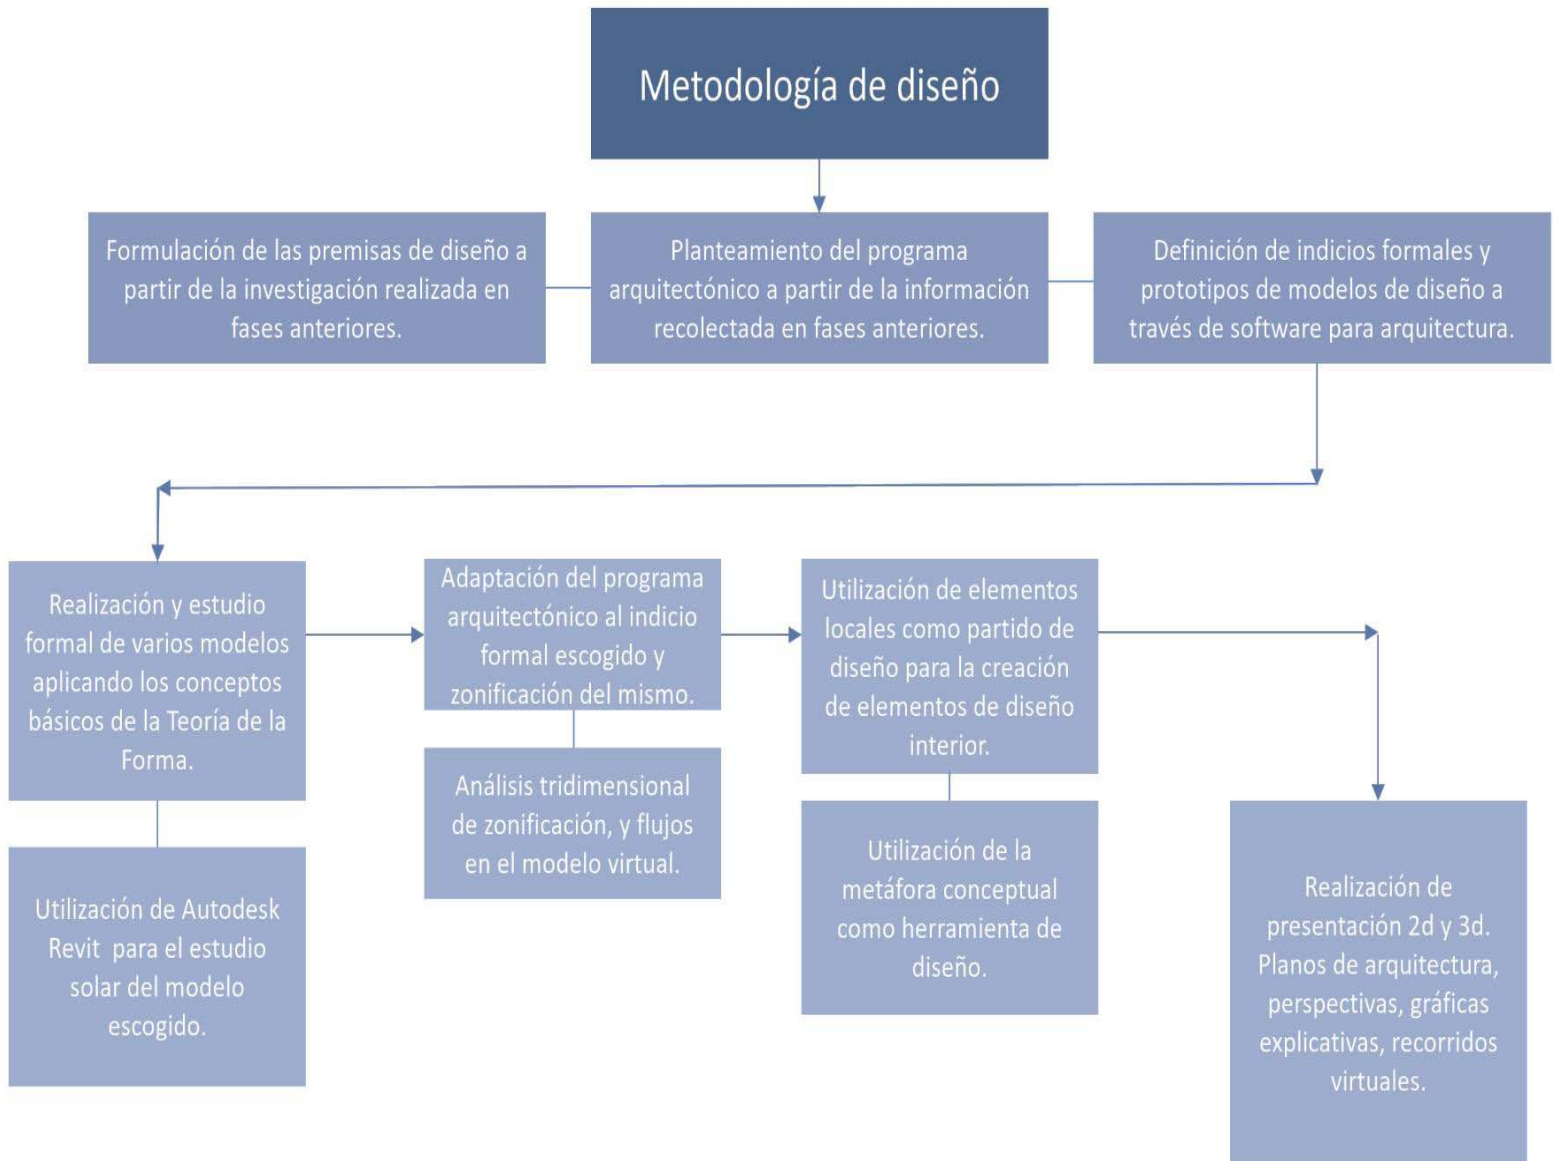 Metodología de diseño
Formulación de las premisas de diseño a
partir de la investigación realizada en
fases anteriores.
Planteamiento del programa
arquitectónico a partir de la información
recolectada en fases anteriores.
Definición de indicios formales y
prototipos de modelos de diseño a
través de software para arquitectura.
Realización y estudio
formal de varios modelos
aplicando los conceptos
básicos de la Teoría de la
Forma.
Adaptación del programa
arquitectónico al indicio
formal escogido y
zonificación del mismo.
Utilización de elementos
locales como partido de
diseño para la creación
de elementos de diseño
interior.
Utilización de Autodesk
Revit para el estudio
solar del modelo
escogido.
Análisis tridimensional
de zonificación, y flujos
en el modelo virtual.
Utilización de la
metáfora conceptual
como herramienta de
diseño.
Realización de
presentación 2d y 3d.
Planos de arquitectura,
perspectivas, gráficas
explicativas, recorridos
virtuales.